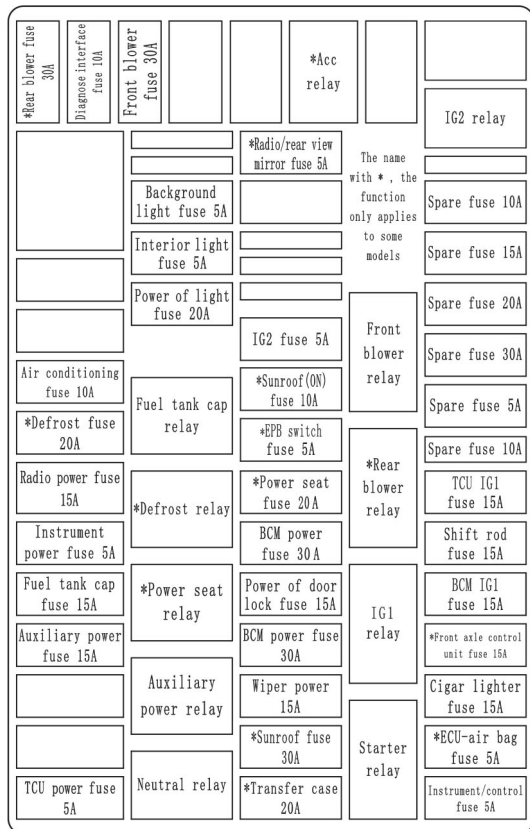 *Rear blower fuse
30A
Diagnose interface
fuse 10A
Front blower
fuse 30A
*Acc
relay
IG2 relay
*Radio/rear view
mirror fuse 5A
The name
with * , the
function
only applies
to some
models
Background
light fuse 5A
Spare fuse 10A
Interior light
fuse 5A
Spare fuse 15A
Power of light
fuse 20A
Spare fuse 20A
IG2 fuse 5A
Front
blower
relay
Spare fuse 30A
Air conditioning
fuse 10A
Fuel tank cap
relay
*Sunroof(ON)
fuse 10A
Spare fuse 5A
*Defrost fuse
20A
*EPB switch
fuse 5A
*Rear
blower
relay
Spare fuse 10A
Radio power fuse
15A
*Defrost relay
*Power seat
fuse 20A
TCU IG1
fuse 15A
Instrument
power fuse 5A
BCM power
fuse 30A
Shift rod
fuse 15A
Fuel tank cap
fuse 15A
*Power seat
relay
Power of door
lock fuse 15A
IG1
relay
BCM IG1
fuse 15A
Auxiliary power
fuse 15A
BCM power fuse
30A
*Front axle control
unit fuse 15A
Auxiliary
power relay
Wiper power
15A
Cigar lighter
fuse 15A
*Sunroof fuse
30A
Starter
relay
*ECU-air bag
fuse 5A
TCU power fuse
5A
Neutral relay
*Transfer case
20A
Instrument/control
fuse 5A